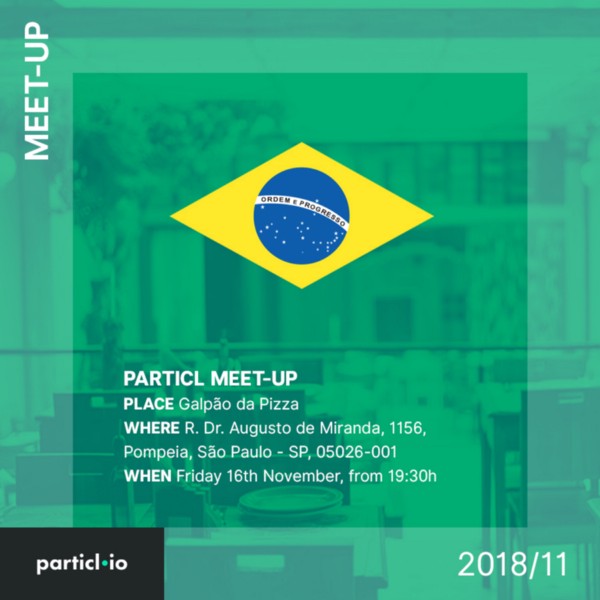 MEET-UP
ORDEM E PROGRESSO
PARTICL MEET-UP
PLACE Galpão da Pizza
WHERE R. Dr. Augusto de Miranda, 1156,
Pompeia, São Paulo - SP, 05026-001
WHEN Friday 16th November, from 19:30h
particl•io
2018/11